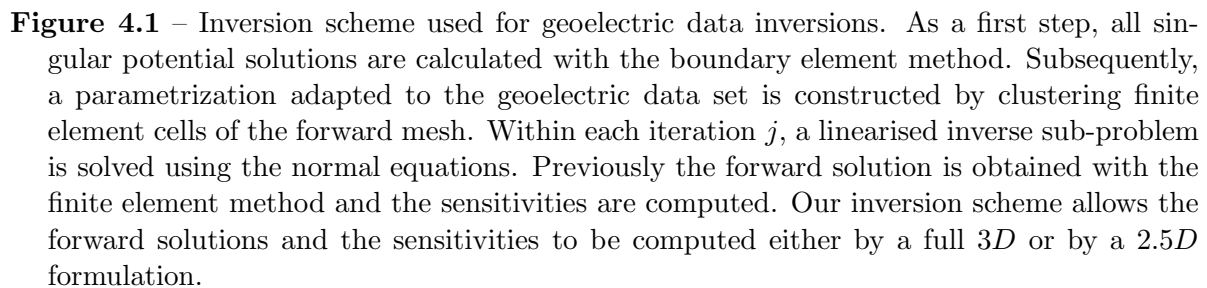 Figure 4.1 – Inversion scheme used for geoelectric data inversions. As a first step, all sin-
gular potential solutions are calculated with the boundary element method. Subsequently,
a parametrization adapted to the geoelectric data set is constructed by clustering finite
element cells of the forward mesh. Within each iteration j, a linearised inverse sub-problem
is solved using the normal equations. Previously the forward solution is obtained with the
finite element method and the sensitivities are computed. Our inversion scheme allows the
forward solutions and the sensitivities to be computed either by a full 3D or by a 2.5D
formulation.